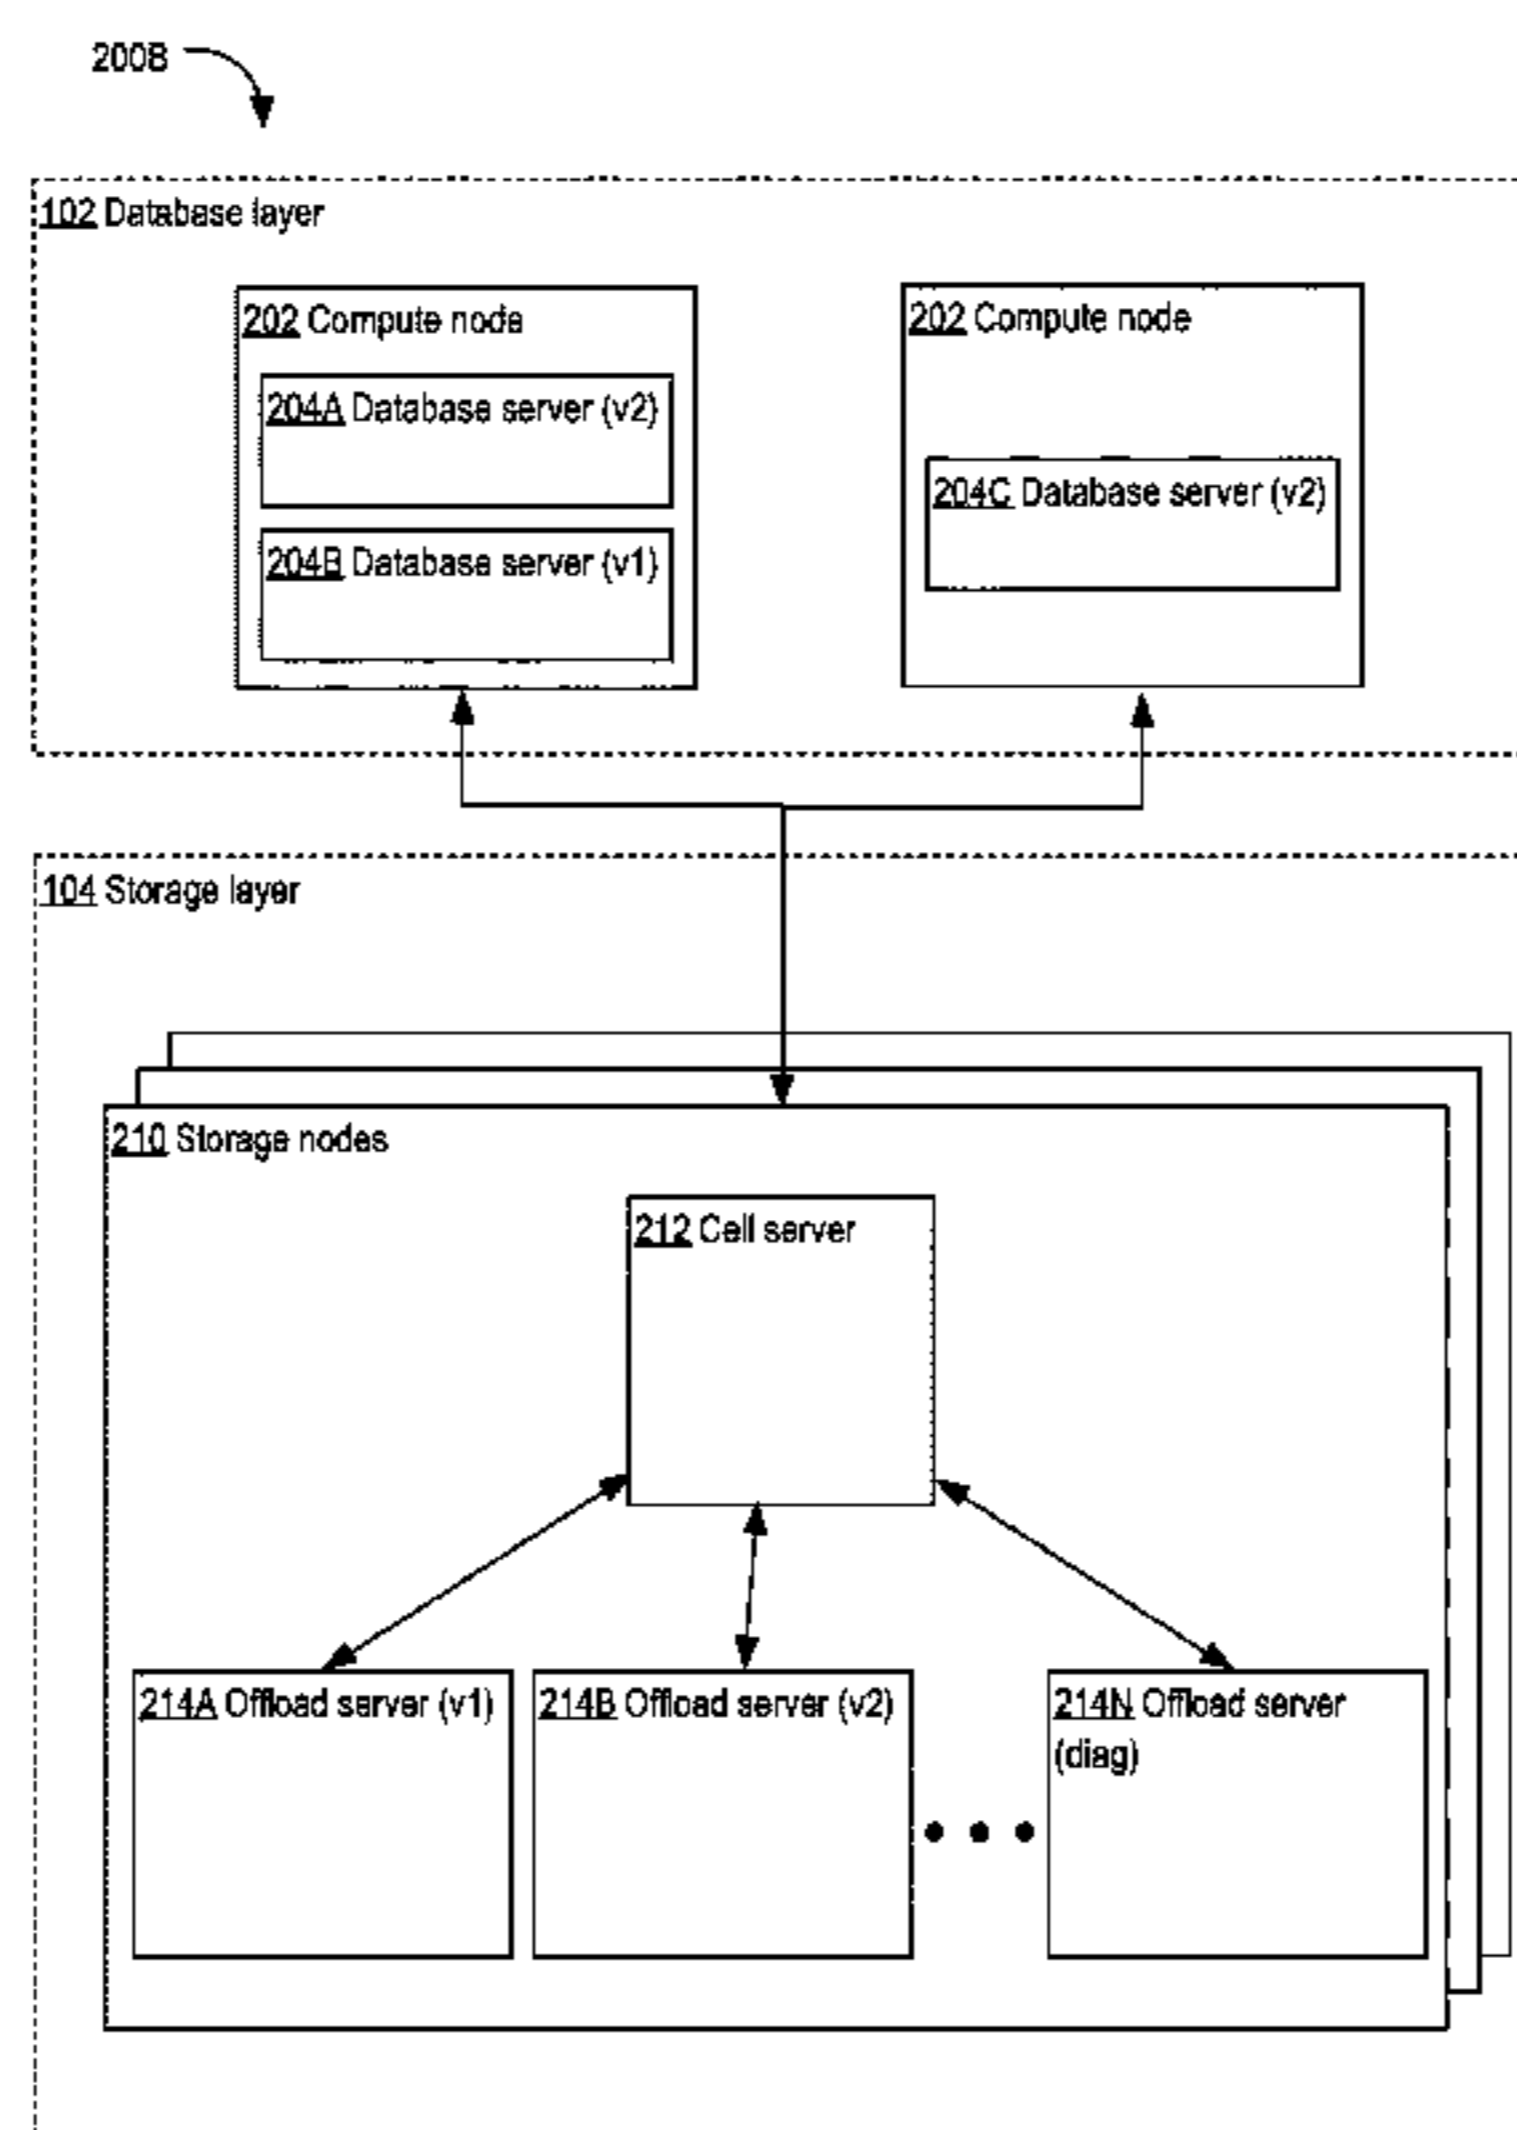 200B
102 Database layer
202 Compute node
204A Database server (v2)
204B Database server (v1)
202 Compute node
204C Database server (v2)
104 Storage layer
210 Storage nodes
212 Cell server
214A Offload server (v1)
214B Offload server (v2)
214N Offload server
(diag)